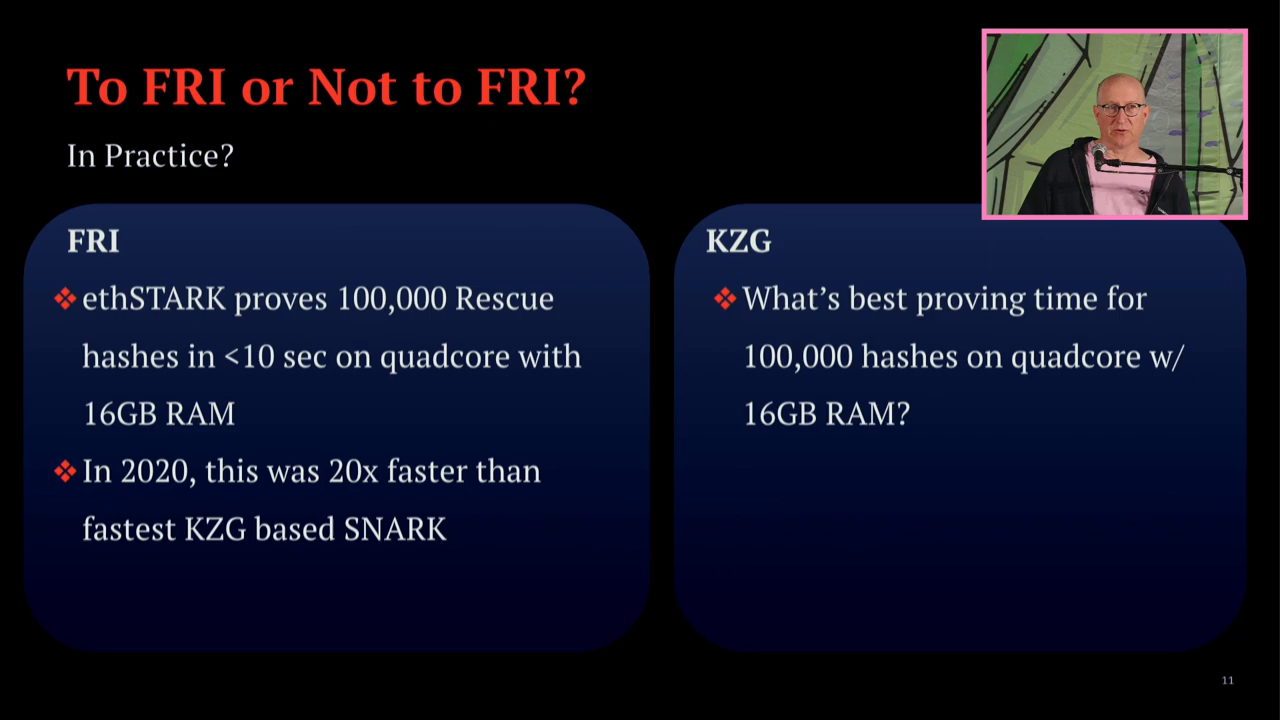 To FRI or Not to FRI?
In Practice?
FRI
❖ ethSTARK proves 100,000 Rescue
hashes in <10 sec on quadcore with
16GB RAM
❖ In 2020, this was 20x faster than
fastest KZG based SNARK
KZG
❖ What’s best proving time for
100,000 hashes on quadcore w/
16GB RAM?
11